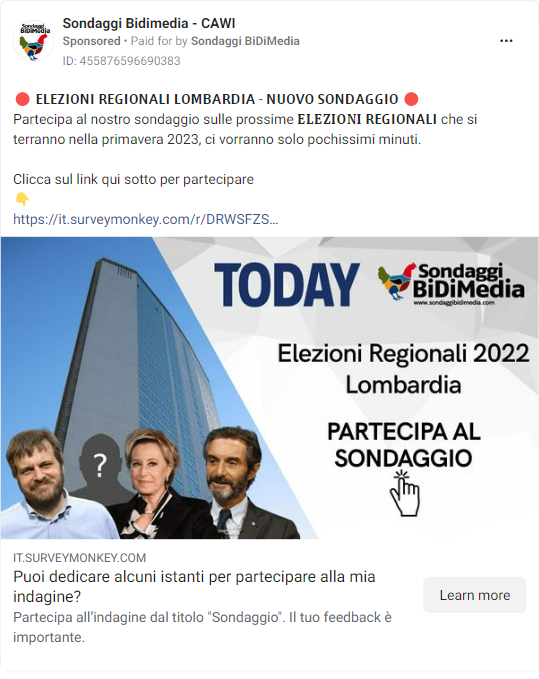 Sondaggi Bidimedia - CAWI
Sponsored • Paid for by Sondaggi BiDiMedia
ID: 455876596690383
🔴 ELEZIONI REGIONALI LOMBARDIA - NUOVO SONDAGGIO 🔴
Partecipa al nostro sondaggio sulle prossime ELEZIONI REGIONALI che si
terranno nella primavera 2023, ci vorranno solo pochissimi minuti.
Clicca sul link qui sotto per partecipare
👇
https://it.surveymonkey.com/r/DRWSFZS...
TODAY
Sondaggi
BiDiMedia
www.sondaggibidimedia.com
Elezioni Regionali 2022
Lombardia
PARTECIPA AL
SONDAGGIO
?
IT.SURVEYMONKEY.COM
Puoi dedicare alcuni istanti per partecipare alla mia
indagine?
Partecipa all'indagine dal titolo "Sondaggio". Il tuo feedback è
importante.
Learn more